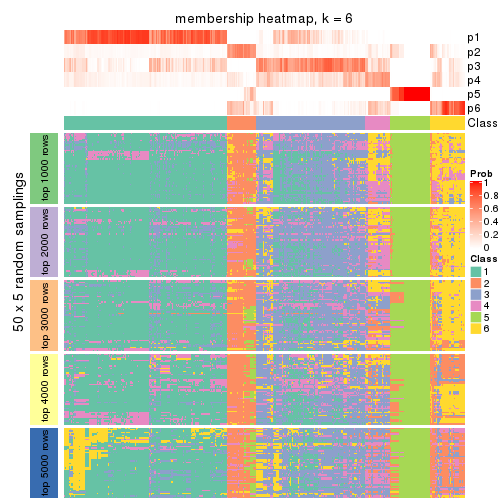 membership heatmap, k = 6
p1
p2
p3
p4
p5
p6
Class
50 x 5 random samplings
top 1000 rows
top 2000 rows
top 3000 rows
top 4000 rows
top 5000 rows
Prob
1
0.8
0.6
0.4
0.2
0
Class
1
2
3
4
5
6